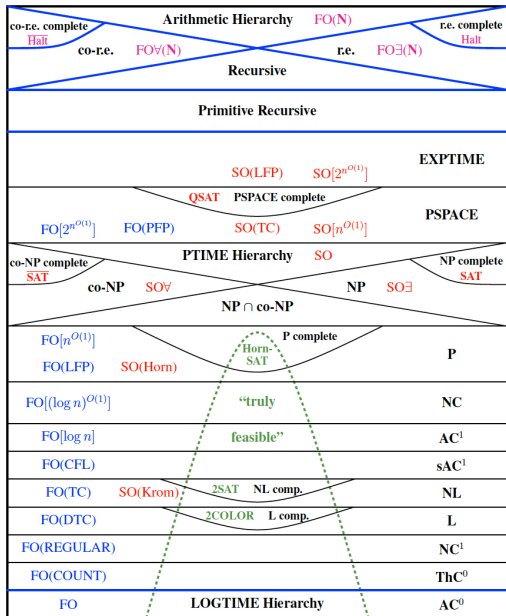 Arithmetic Hierarchy FO(N)
co-r.e. complete
r.e. complete
H̅a̅l̅t̅
co-r.e. FO∀(N)
r.e. FO∃(N)
Halt
Recursive
Primitive Recursive
SO(LFP) SO[2^{n^{O(1)}}]
EXPTIME
QSAT PSPACE complete
FO[2^{n^{O(1)}}] FO(PFP) SO(TC) SO[n^{O(1)}]
PSPACE
PTIME Hierarchy SO
co-NP complete
NP complete
S̅A̅T̅
co-NP SO∀
NP SO∃
SAT
NP ∩ co-NP
FO[n^{O(1)}]
P complete
Horn-
SAT
FO(LFP) SO(Horn)
P
FO[(log n)^{O(1)}] “truly NC
FO[log n] feasible” AC^1
FO(CFL) sAC^1
FO(TC) SO(Krom) 2SAT NL comp. NL
FO(DTC) 2COLOR L comp. L
FO(REGULAR) NC^1
FO(COUNT) ThC^0
FO LOGTIME Hierarchy AC^0